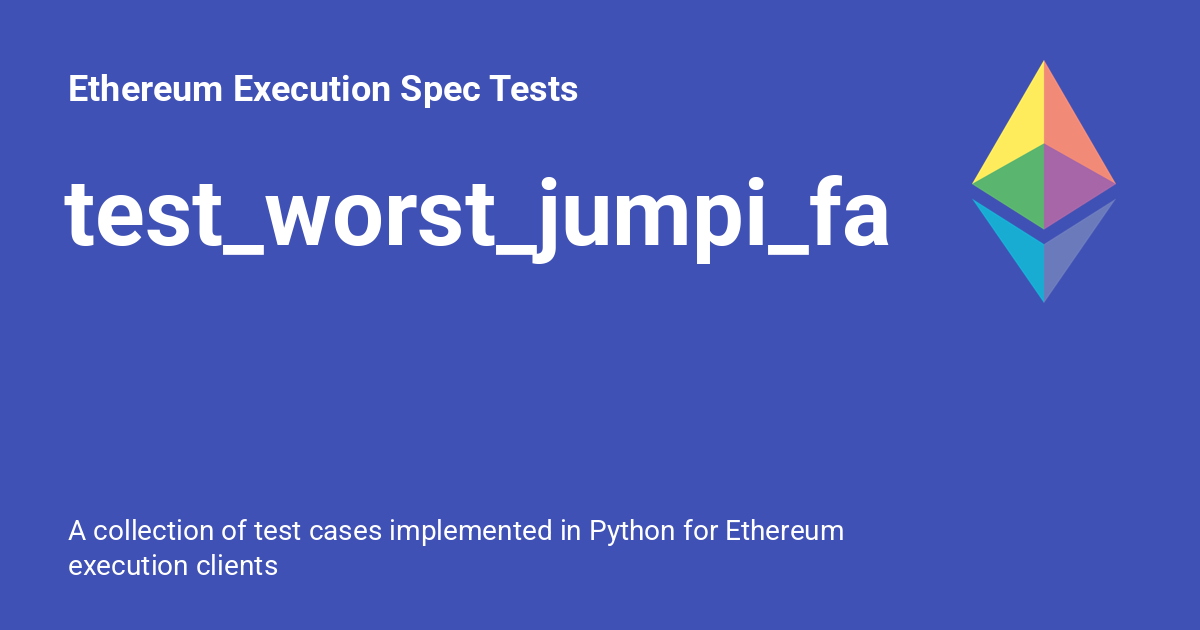 Ethereum Execution Spec Tests
test_worst_jumpi_fa
A collection of test cases implemented in Python for Ethereum
execution clients